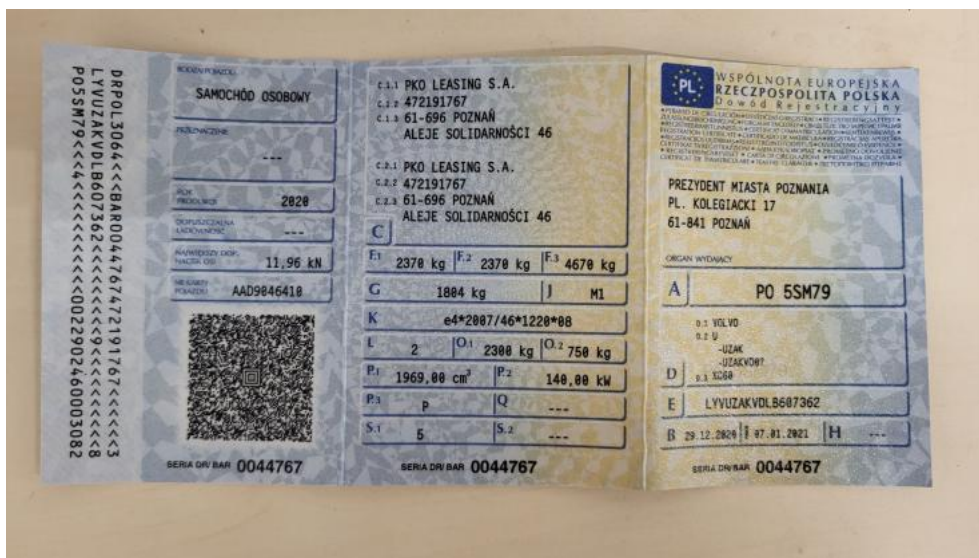 DRPOL3064<<BAR0044767472191767<<<<<<3
LYVUZAKVDLB607362<<<<<<<9<<<<<<<<8
PO5SM79<<4<<<<<<<<<0022902460003082
RODZAJ POJAZDU
SAMOCHÓD OSOBOWY
PRZEZNACZENIE
---
ROK PRODUKCJI
2020
DOPUSZCZALNA ŁADOWNOŚĆ
---
NAJWIĘKSZY DOP. NACISK OSI
11,96 kN
NR KARTY POJAZDU
AAD9046410
SERIA DR/BAR 0044767
C.1.1 PKO LEASING S.A.
C.1.2 472191767
C.1.3 61-696 POZNAŃ
ALEJE SOLIDARNOŚCI 46
C.2.1 PKO LEASING S.A.
C.2.2 472191767
C.2.3 61-696 POZNAŃ
ALEJE SOLIDARNOŚCI 46
C
F.1 2370 kg F.2 2370 kg F.3 4670 kg
G 1804 kg J M1
K e4*2007/46*1220*08
L 2 O.1 2300 kg O.2 750 kg
P.1 1969,00 cm³ P.2 140,00 kW
P.3 P Q ---
S.1 5 S.2 ---
SERIA DR/BAR 0044767
PL
WSPÓLNOTA EUROPEJSKA
RZECZPOSPOLITA POLSKA
Dowód Rejestracyjny
PREZYDENT MIASTA POZNANIA
PL. KOLEGIACKI 17
61-841 POZNAŃ
ORGAN WYDAJĄCY
A PO 5SM79
D.1 VOLVO
D.2 U
-UZAK
-UZAKVD0?
D D.3 XC60
E LYVUZAKVDLB607362
B 29.12.2020 I 07.01.2021 H ---
SERIA DR/BAR 0044767